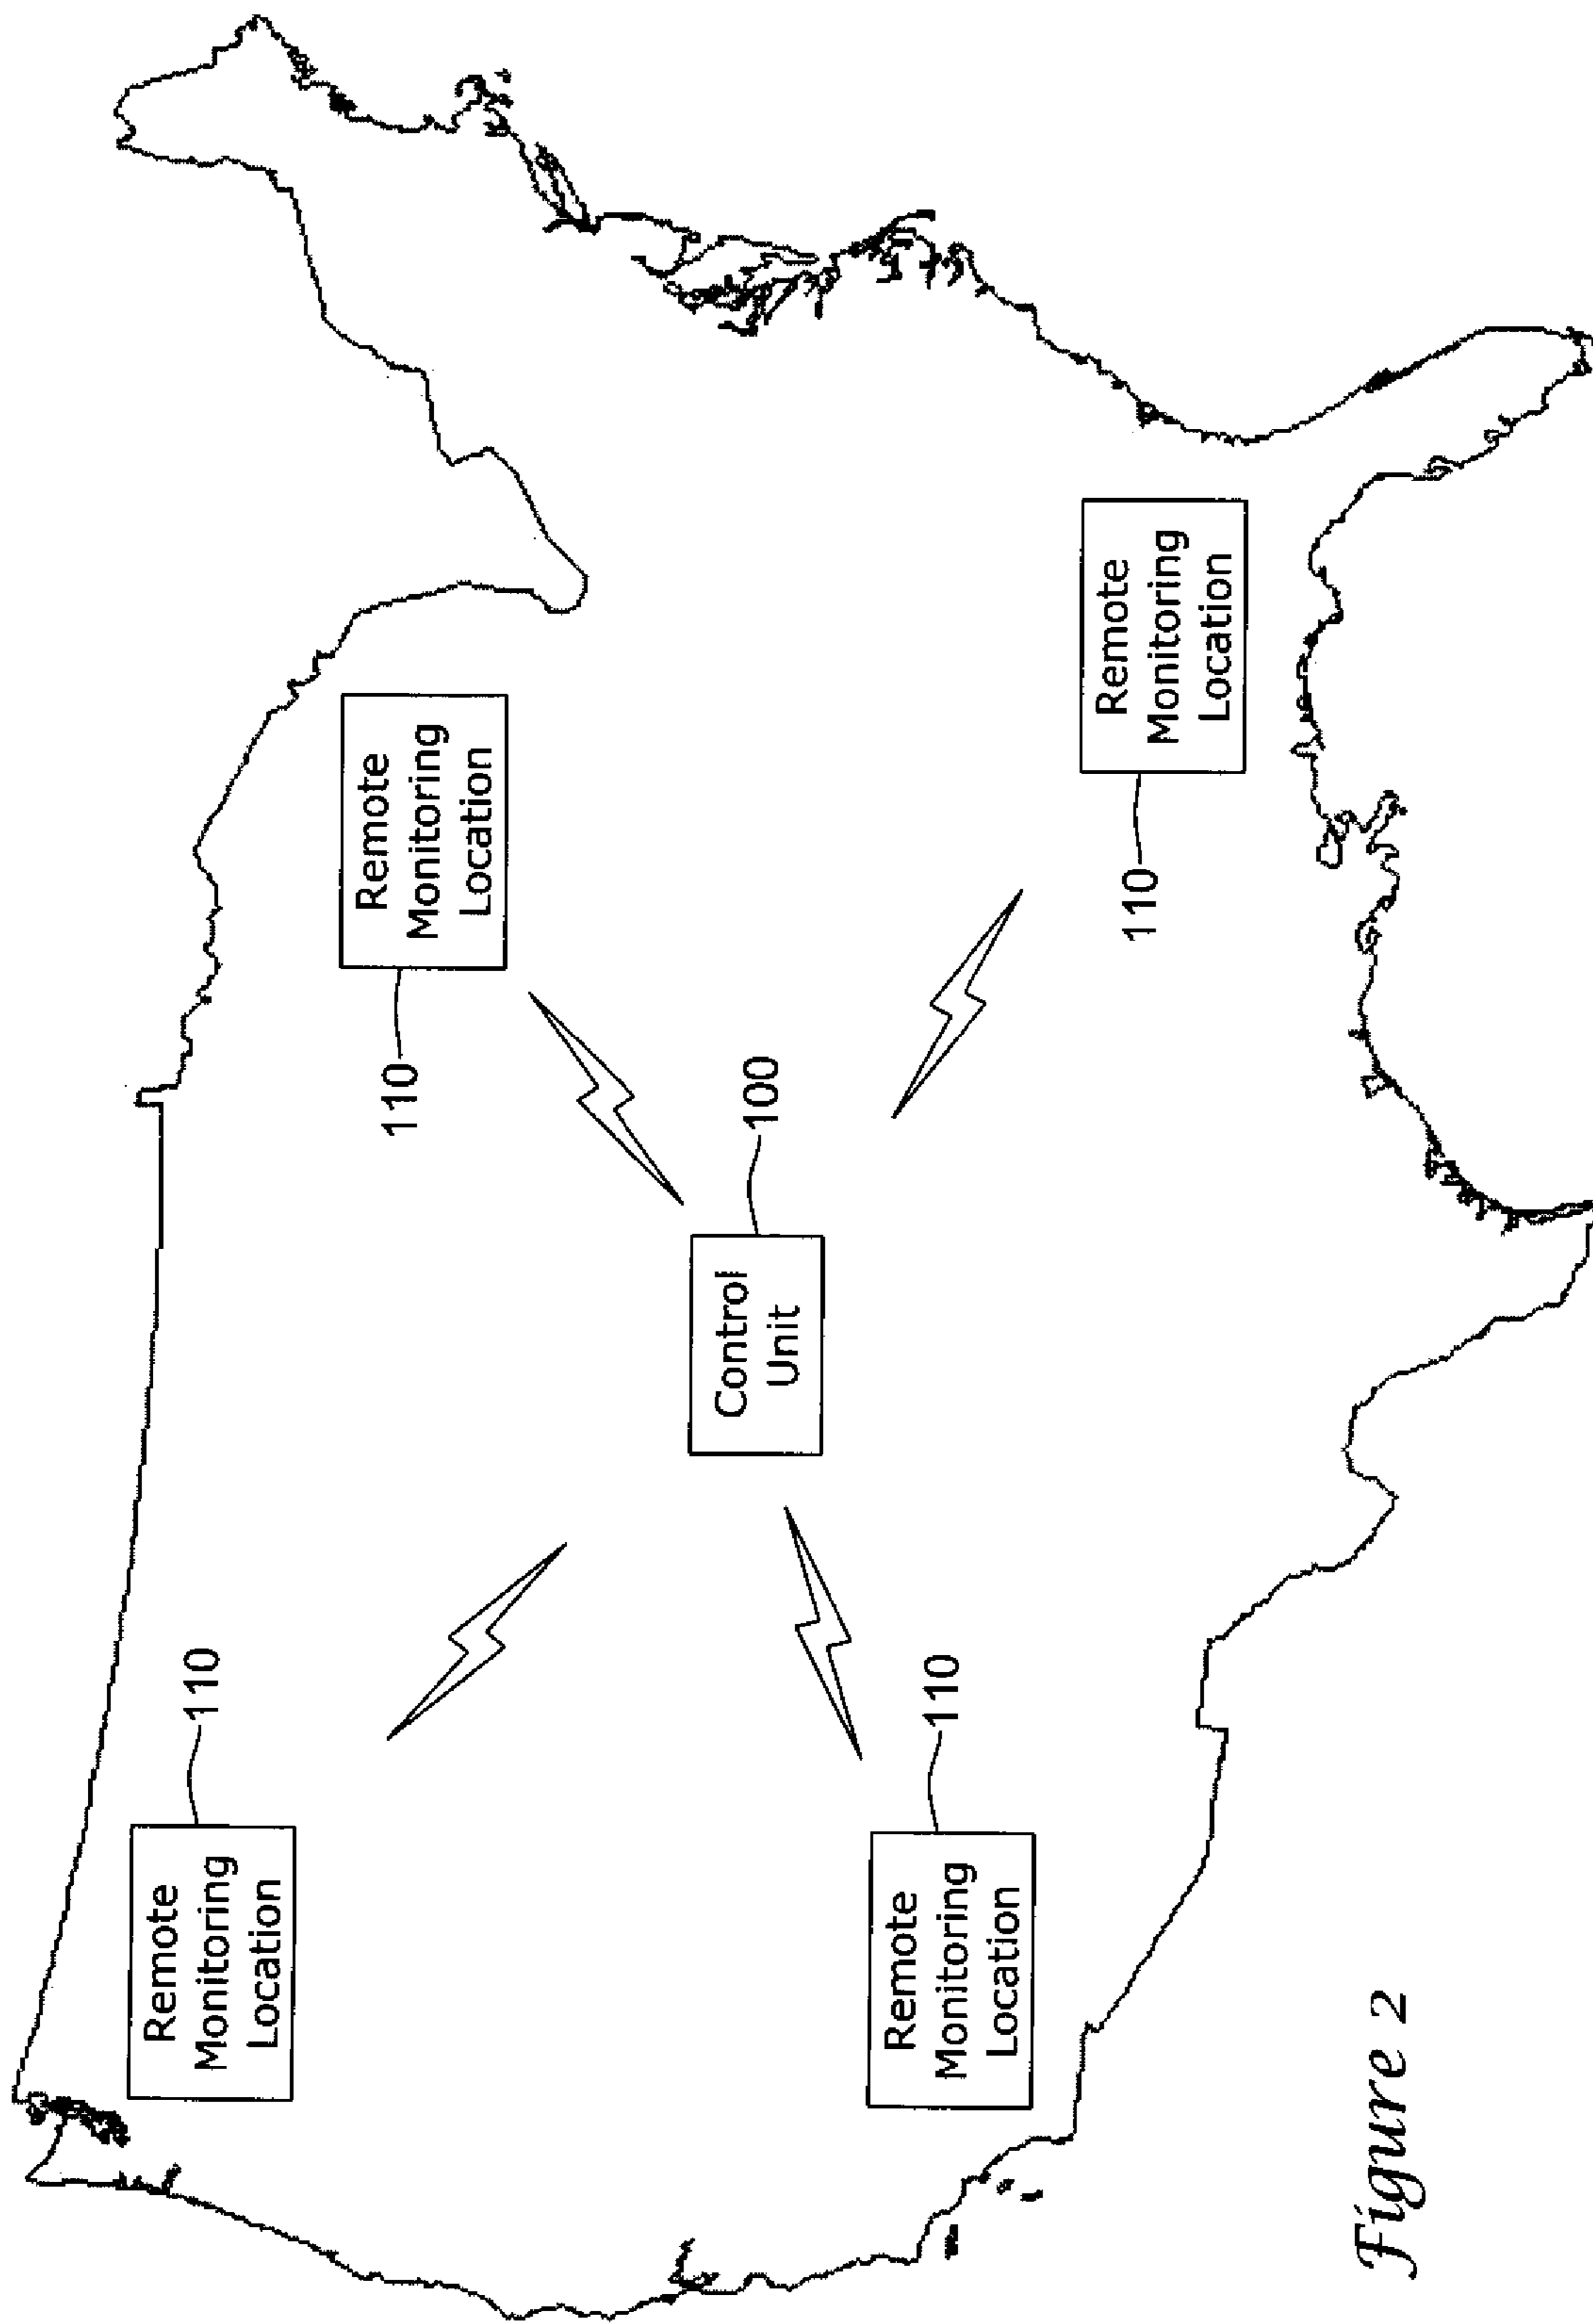 110
Remote
Monitoring
Location
Remote
Monitoring
Location
110
Control
Unit
100
110
Remote
Monitoring
Location
Remote
Monitoring
Location
110
Figure 2